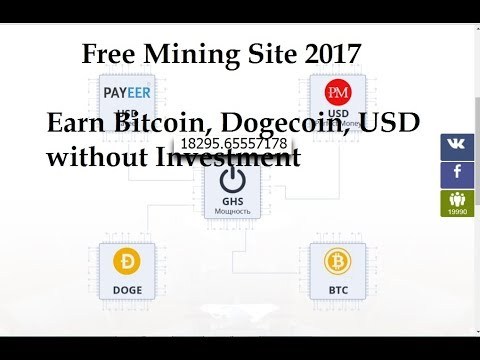 Free Mining Site 2017
PAYEER
PM
USD
USD
Earn Bitcoin, Dogecoin, USD
without Investment
18295.65557178
GHS
Мощность
19990
DOGE
BTC